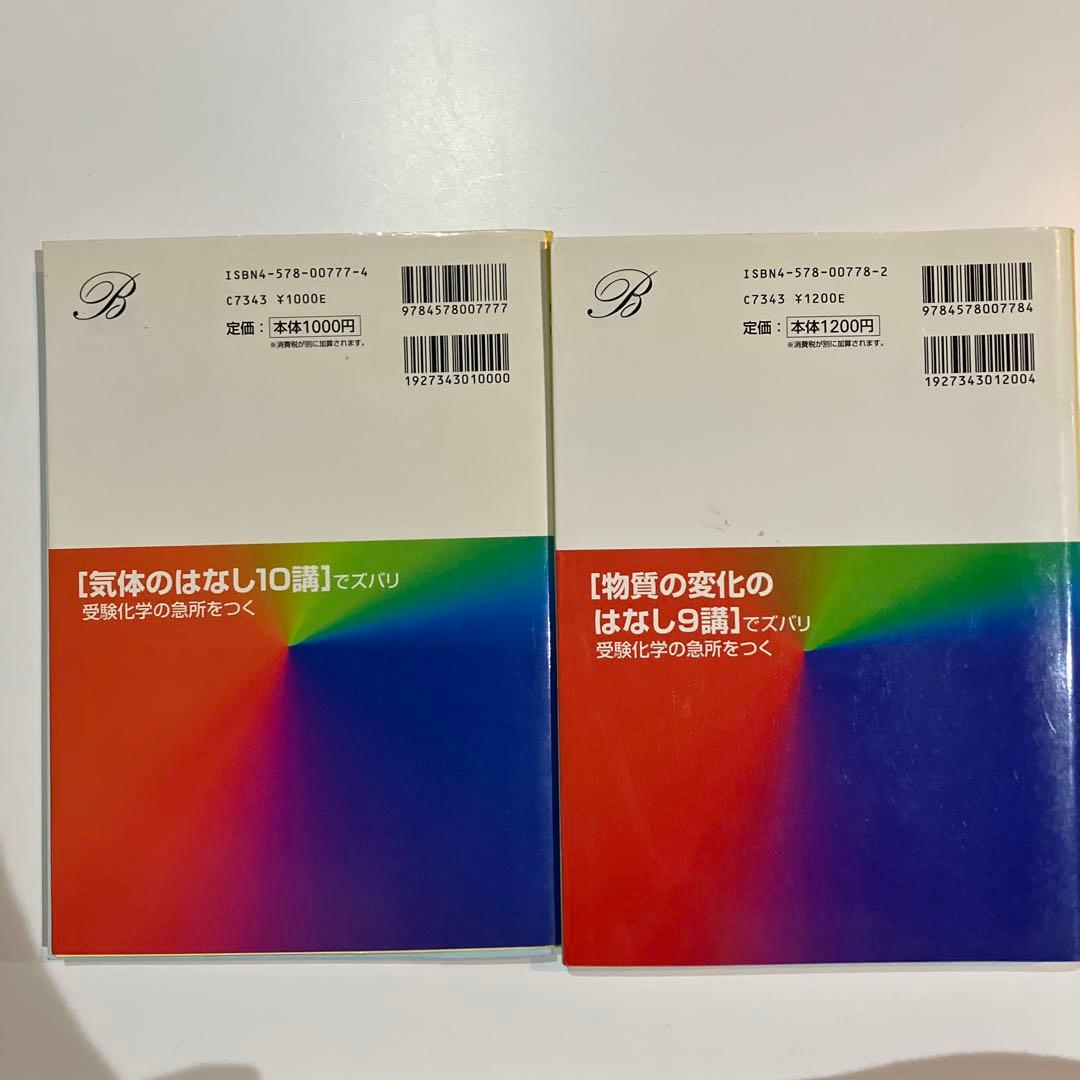 B
ISBN4-578-00777-4
C7343 ¥1000E
定価：本体1000円
※消費税が別に加算されます。
9784578007777
1927343010000
[気体のはなし10講]でズバリ
受験化学の急所をつく
B
ISBN4-578-00778-2
C7343 ¥1200E
定価：本体1200円
※消費税が別に加算されます。
9784578007784
1927343012004
[物質の変化の
はなし9講]でズバリ
受験化学の急所をつく